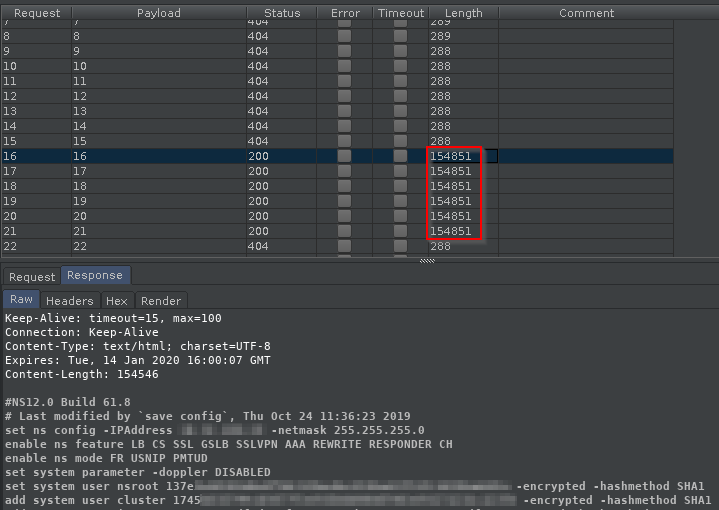 Request Payload Status Error Timeout Length Comment
7 7 404 289
8 8 404 289
9 9 404 288
10 10 404 288
11 11 404 288
12 12 404 288
13 13 404 288
14 14 404 288
15 15 404 288
16 16 200 154851
17 17 200 154851
18 18 200 154851
19 19 200 154851
20 20 200 154851
21 21 200 154851
22 22 404 288
Request Response
Raw Headers Hex Render
Keep-Alive: timeout=15, max=100
Connection: Keep-Alive
Content-Type: text/html; charset=UTF-8
Expires: Tue, 14 Jan 2020 16:00:07 GMT
Content-Length: 154546
#NS12.0 Build 61.8
# Last modified by `save config`, Thu Oct 24 11:36:23 2019
set ns config -IPAddress -netmask 255.255.255.0
enable ns feature LB CS SSL GSLB SSLVPN AAA REWRITE RESPONDER CH
enable ns mode FR USNIP PMTUD
set system parameter -doppler DISABLED
set system user nsroot 137e -encrypted -hashmethod SHA1
add system user cluster 1745 -encrypted -hashmethod SHA1